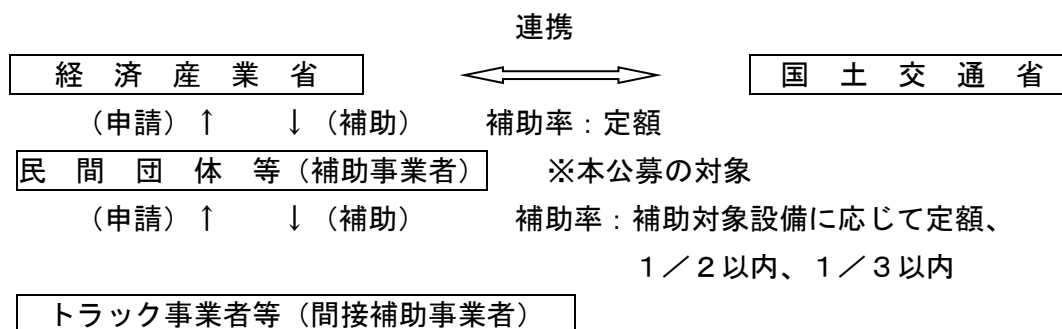 連携
経済産業省 国土交通省
（申請）↑ ↓（補助） 補助率：定額
民間団体等（補助事業者） ※本公募の対象
（申請）↑ ↓（補助） 補助率：補助対象設備に応じて定額、
１／２以内、１／３以内
トラック事業者等（間接補助事業者）